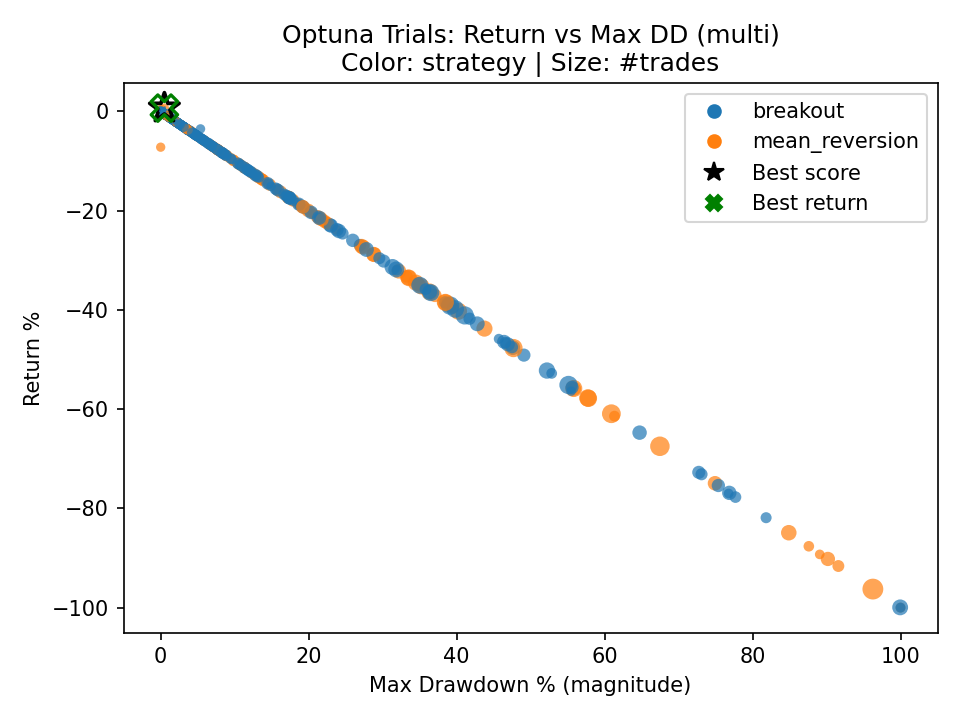 Optuna Trials: Return vs Max DD (multi)
Color: strategy | Size: #trades
breakout
mean_reversion
Best score
Best return
0
−20
−40
−60
−80
−100
Return %
0
20
40
60
80
100
Max Drawdown % (magnitude)